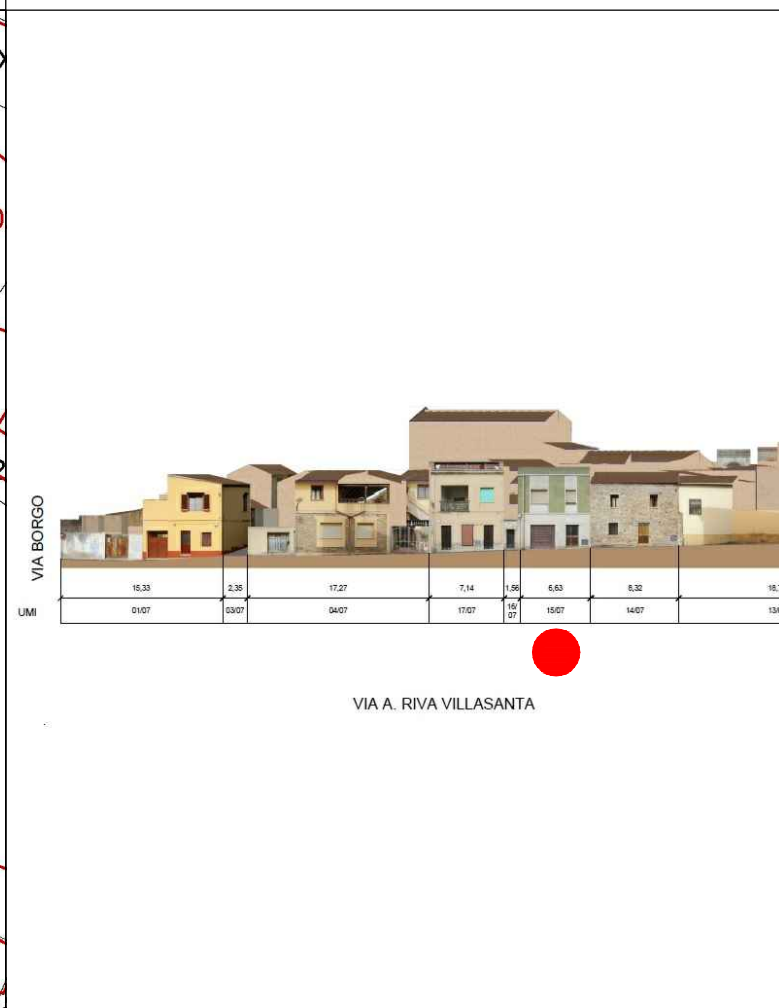 VIA BORGO
15,33 2,35 17,27 7,14 1,56 6,63 8,32
UMI 01/07 03/07 04/07 17/07 16/07 15/07 14/07
VIA A. RIVA VILLASANTA